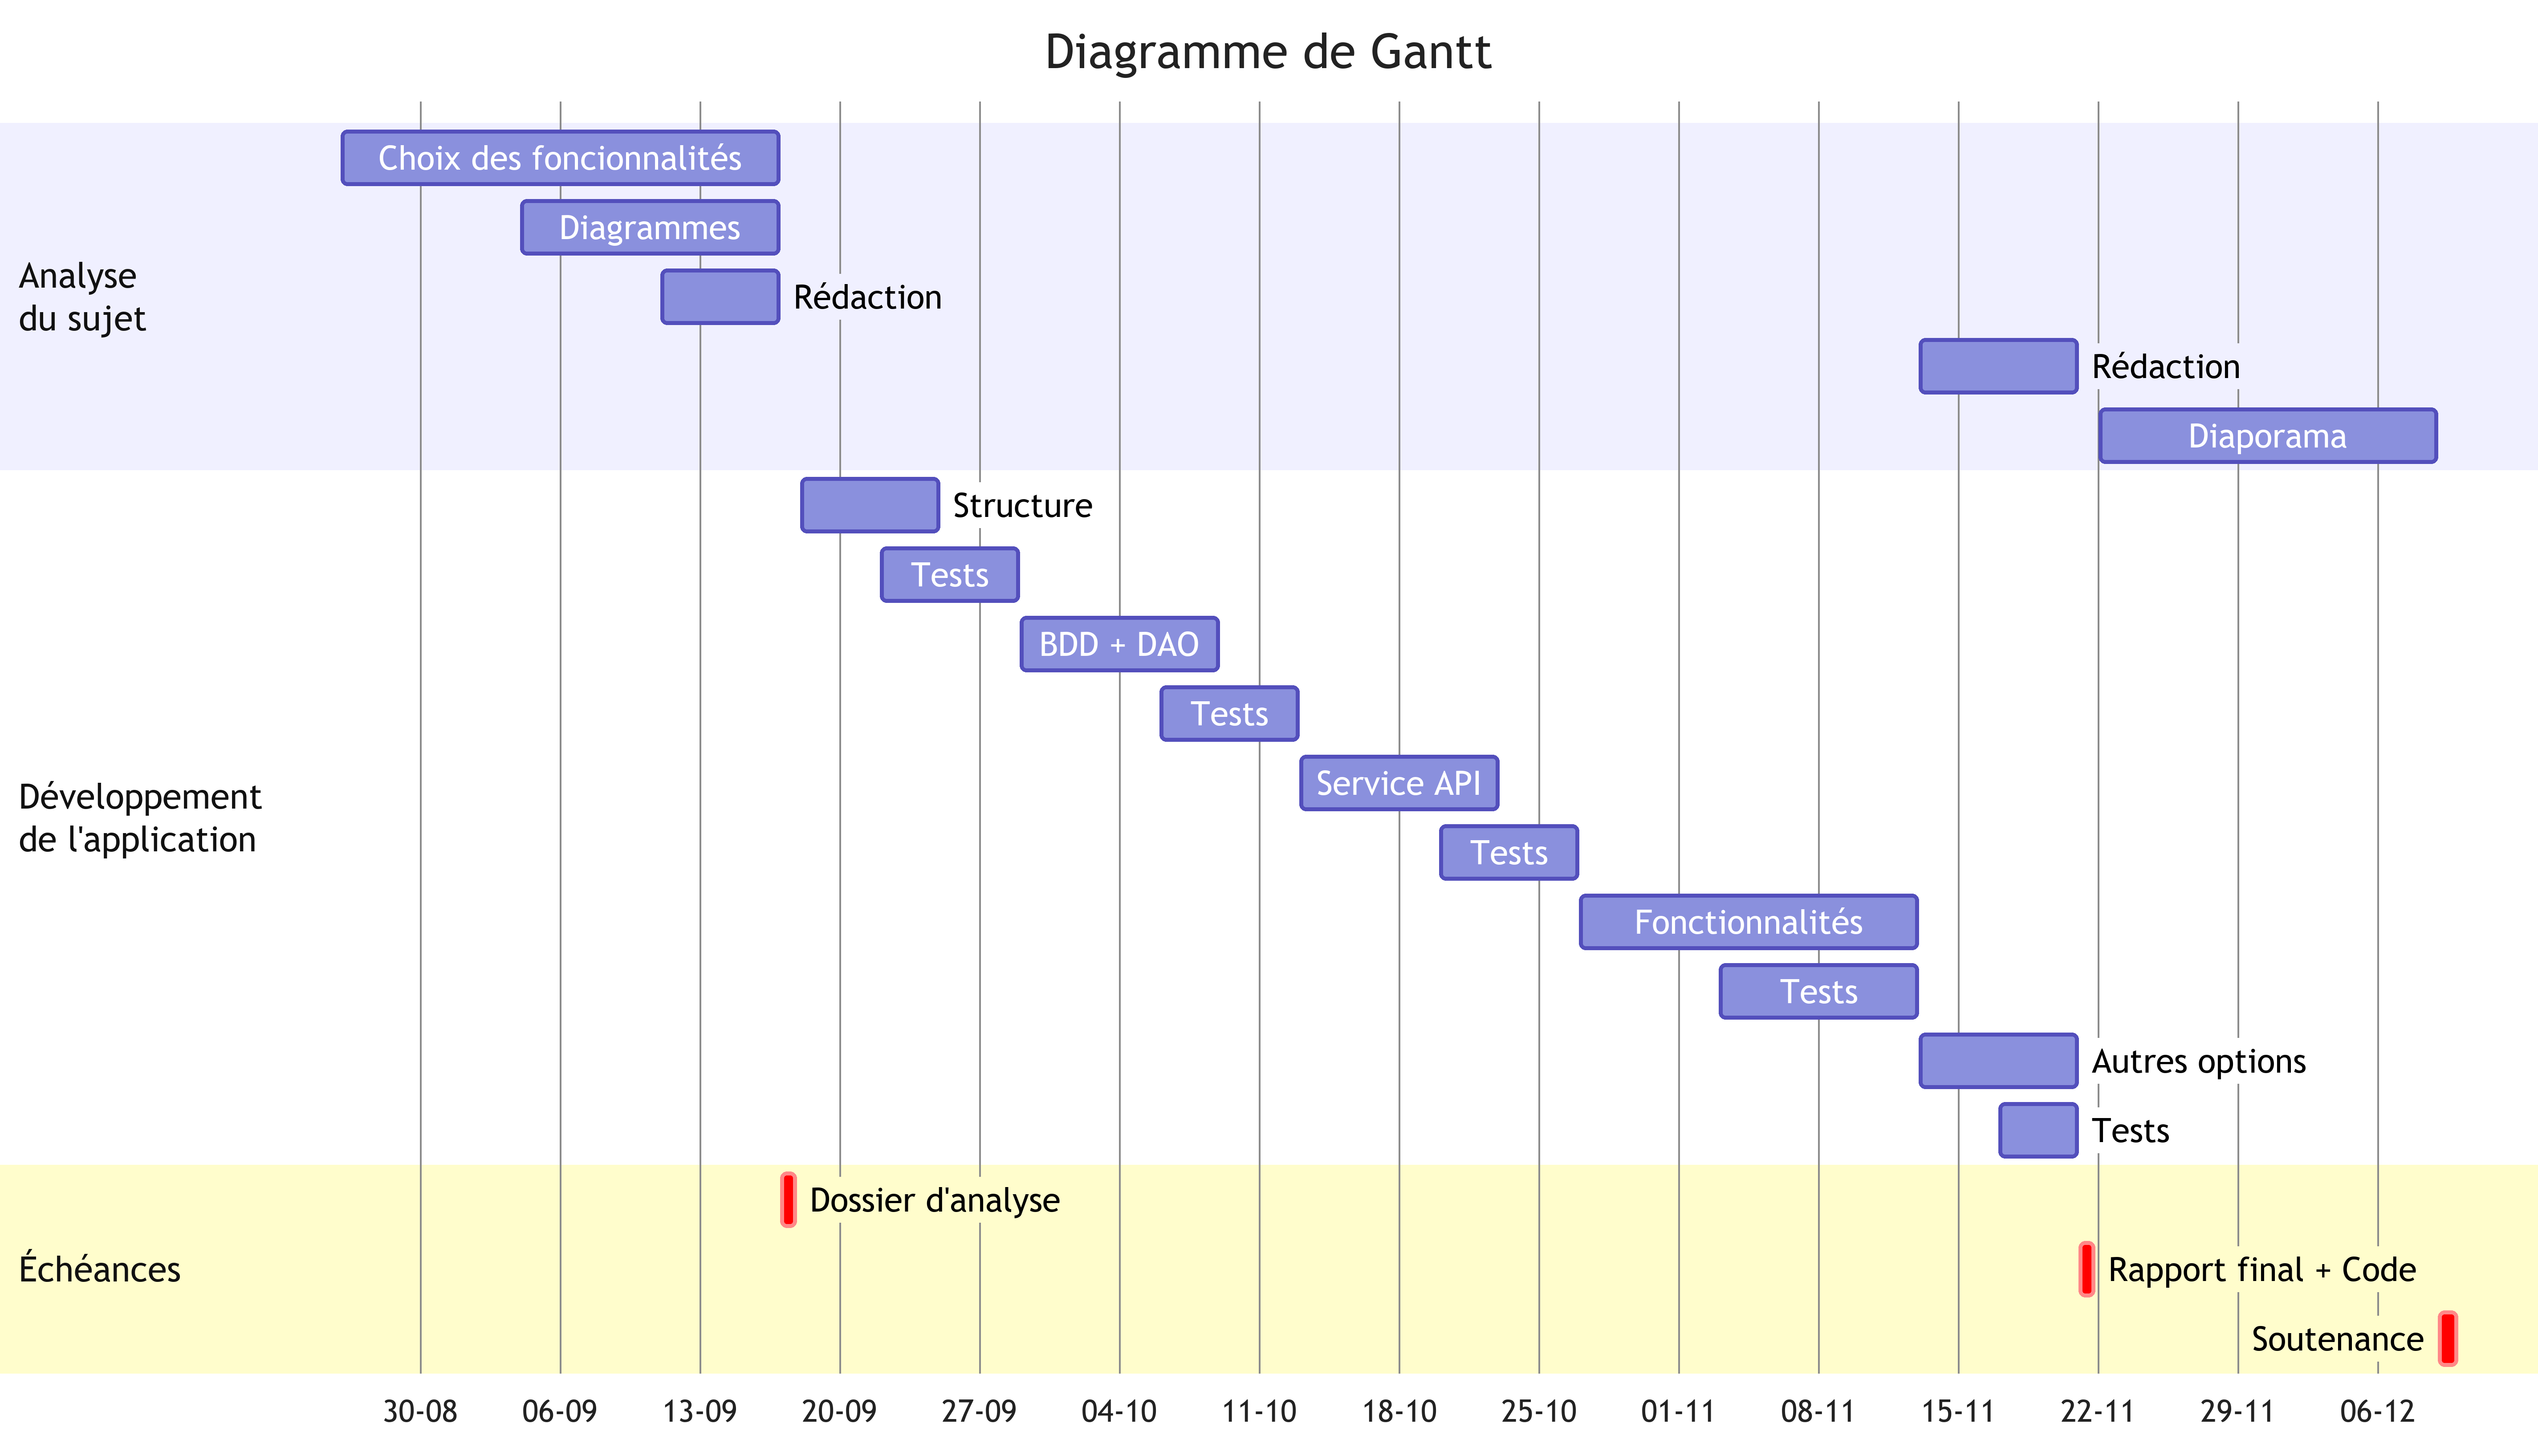 Diagramme de Gantt
Choix des foncionnalités
Diagrammes
Analyse
du sujet
Rédaction
Rédaction
Diaporama
Structure
Tests
BDD + DAO
Tests
Service API
Développement
de l'application
Tests
Fonctionnalités
Tests
Autres options
Tests
Dossier d'analyse
Échéances
Rapport final + Code
Soutenance
30-08 06-09 13-09 20-09 27-09 04-10 11-10 18-10 25-10 01-11 08-11 15-11 22-11 29-11 06-12